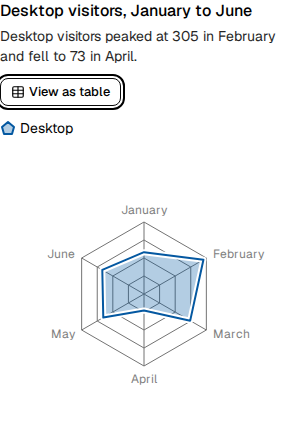 Desktop visitors, January to June
Desktop visitors peaked at 305 in February
and fell to 73 in April.
View as table
Desktop
January
June
February
May
March
April